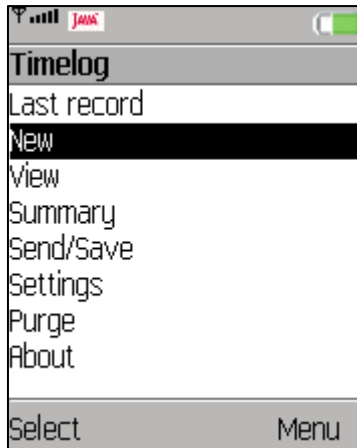 JAVA
Timelog
Last record
New
View
Summary
Send/Save
Settings
Purge
About
Select Menu